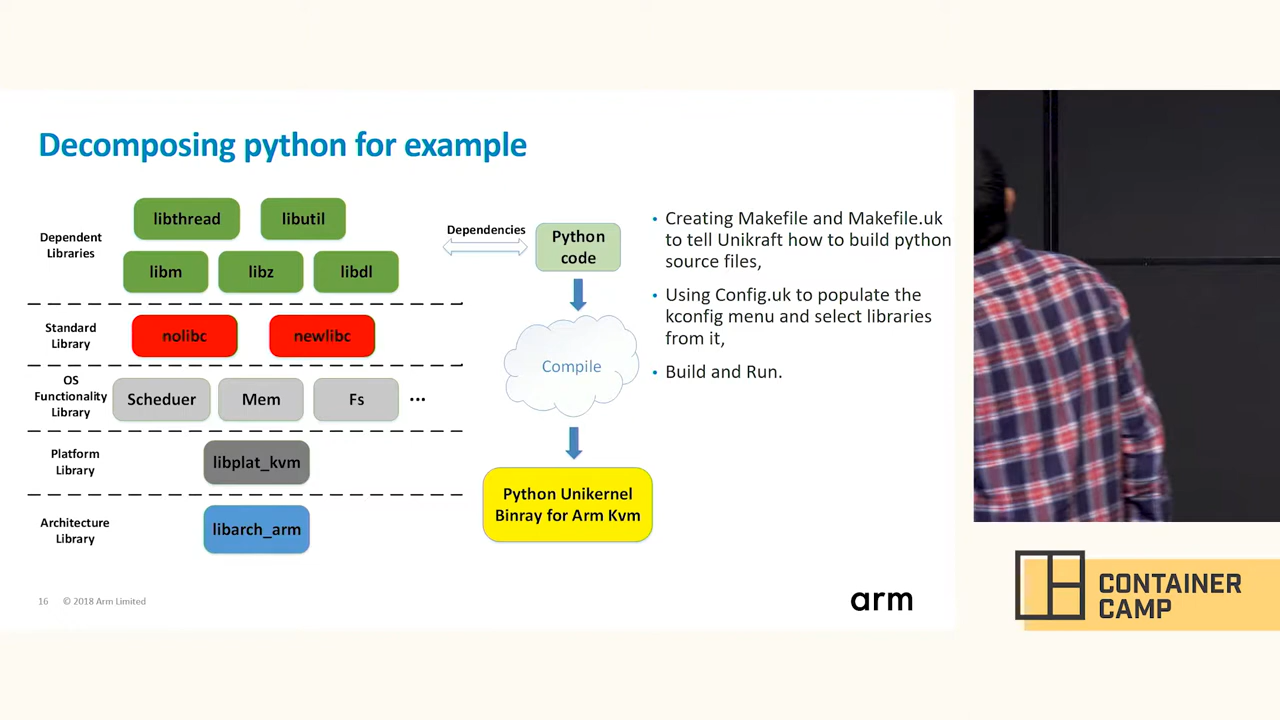 Decomposing python for example
Dependent
Libraries
libthread
libutil
libm
libz
libdl
Standard
Library
nolibc
newlibc
OS
Functionality
Library
Scheduer
Mem
Fs
...
Platform
Library
libplat_kvm
Architecture
Library
libarch_arm
Dependencies
Python
code
Compile
Python Unikernel
Binray for Arm Kvm
• Creating Makefile and Makefile.uk
to tell Unikraft how to build python
source files,
• Using Config.uk to populate the
kconfig menu and select libraries
from it,
• Build and Run.
16 © 2018 Arm Limited
arm
CONTAINER
CAMP